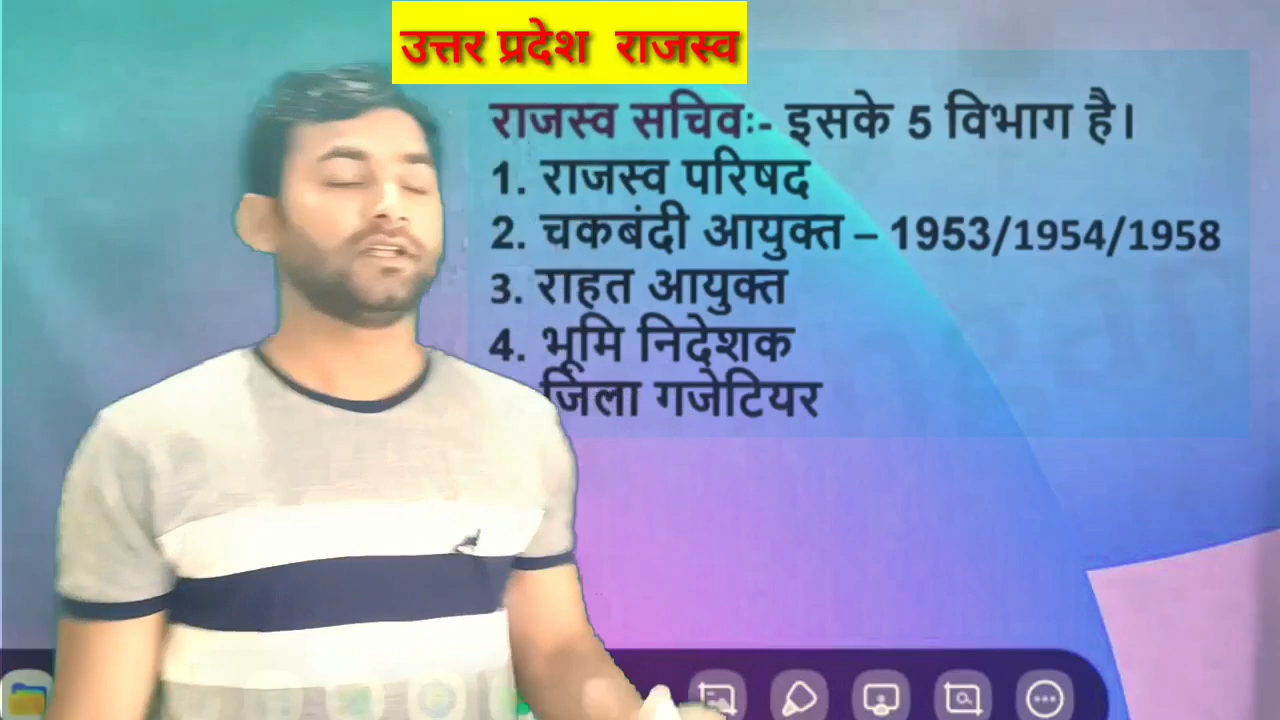 उत्तर प्रदेश राजस्व
राजस्व सचिवः- इसके 5 विभाग है।
1. राजस्व परिषद
2. चकबंदी आयुक्त – 1953/1954/1958
3. राहत आयुक्त
4. भूमि निदेशक
जिला गजेटियर